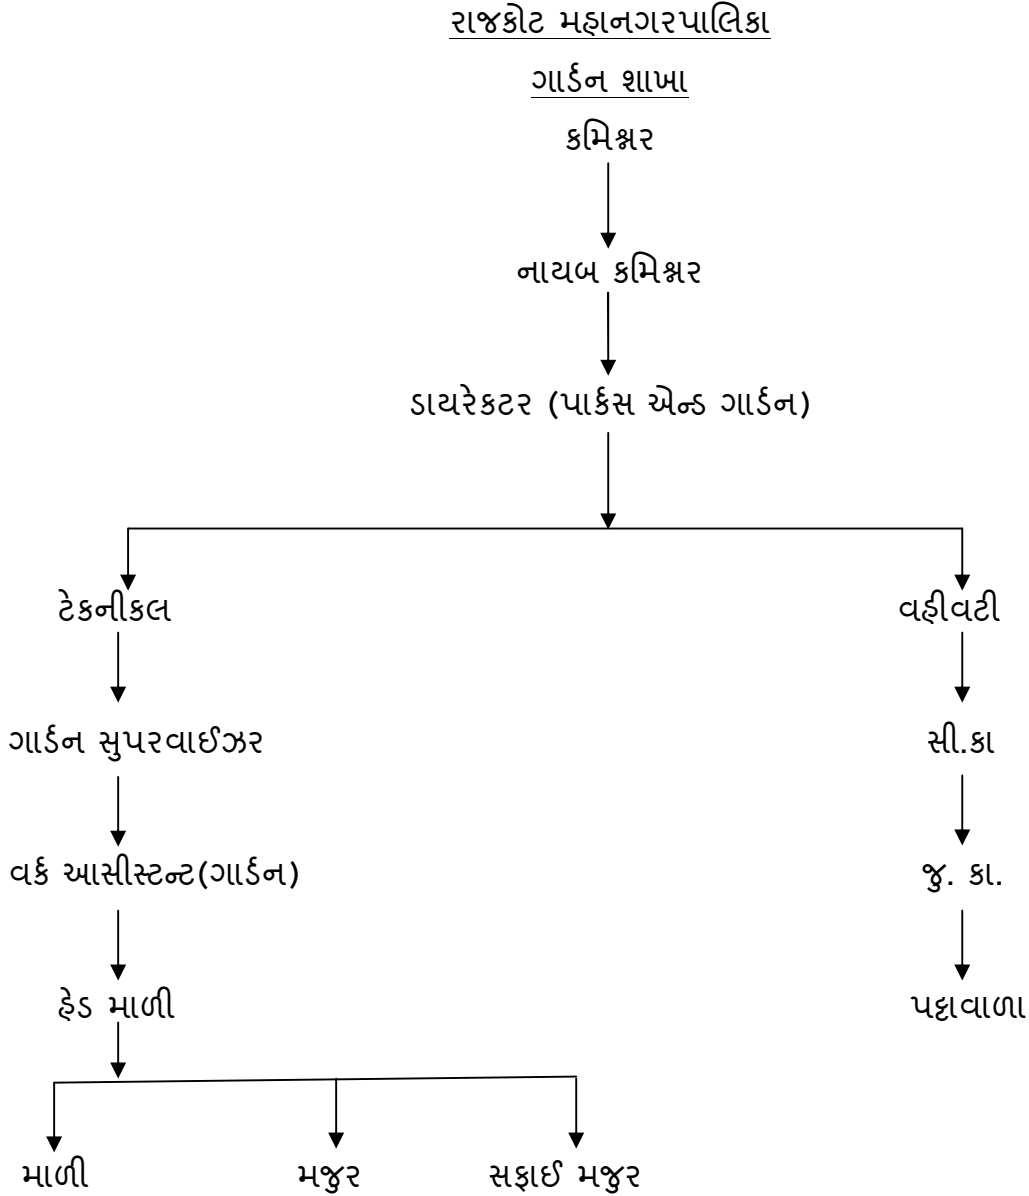 રાજકોટ મહાનગરપાલિકા
ગાર્ડન શાખા
કમિશ્નર
નાયબ કમિશ્નર
ડાયરેકટર (પાર્કસ એન્ડ ગાર્ડન)
ટેકનીકલ વહીવટી
ગાર્ડન સુપરવાઈઝર સી.કા
વર્ક આસીસ્ટન્ટ(ગાર્ડન) જુ. કા.
હેડ માળી પટ્ટાવાળા
માળી મજુર સફાઈ મજુર